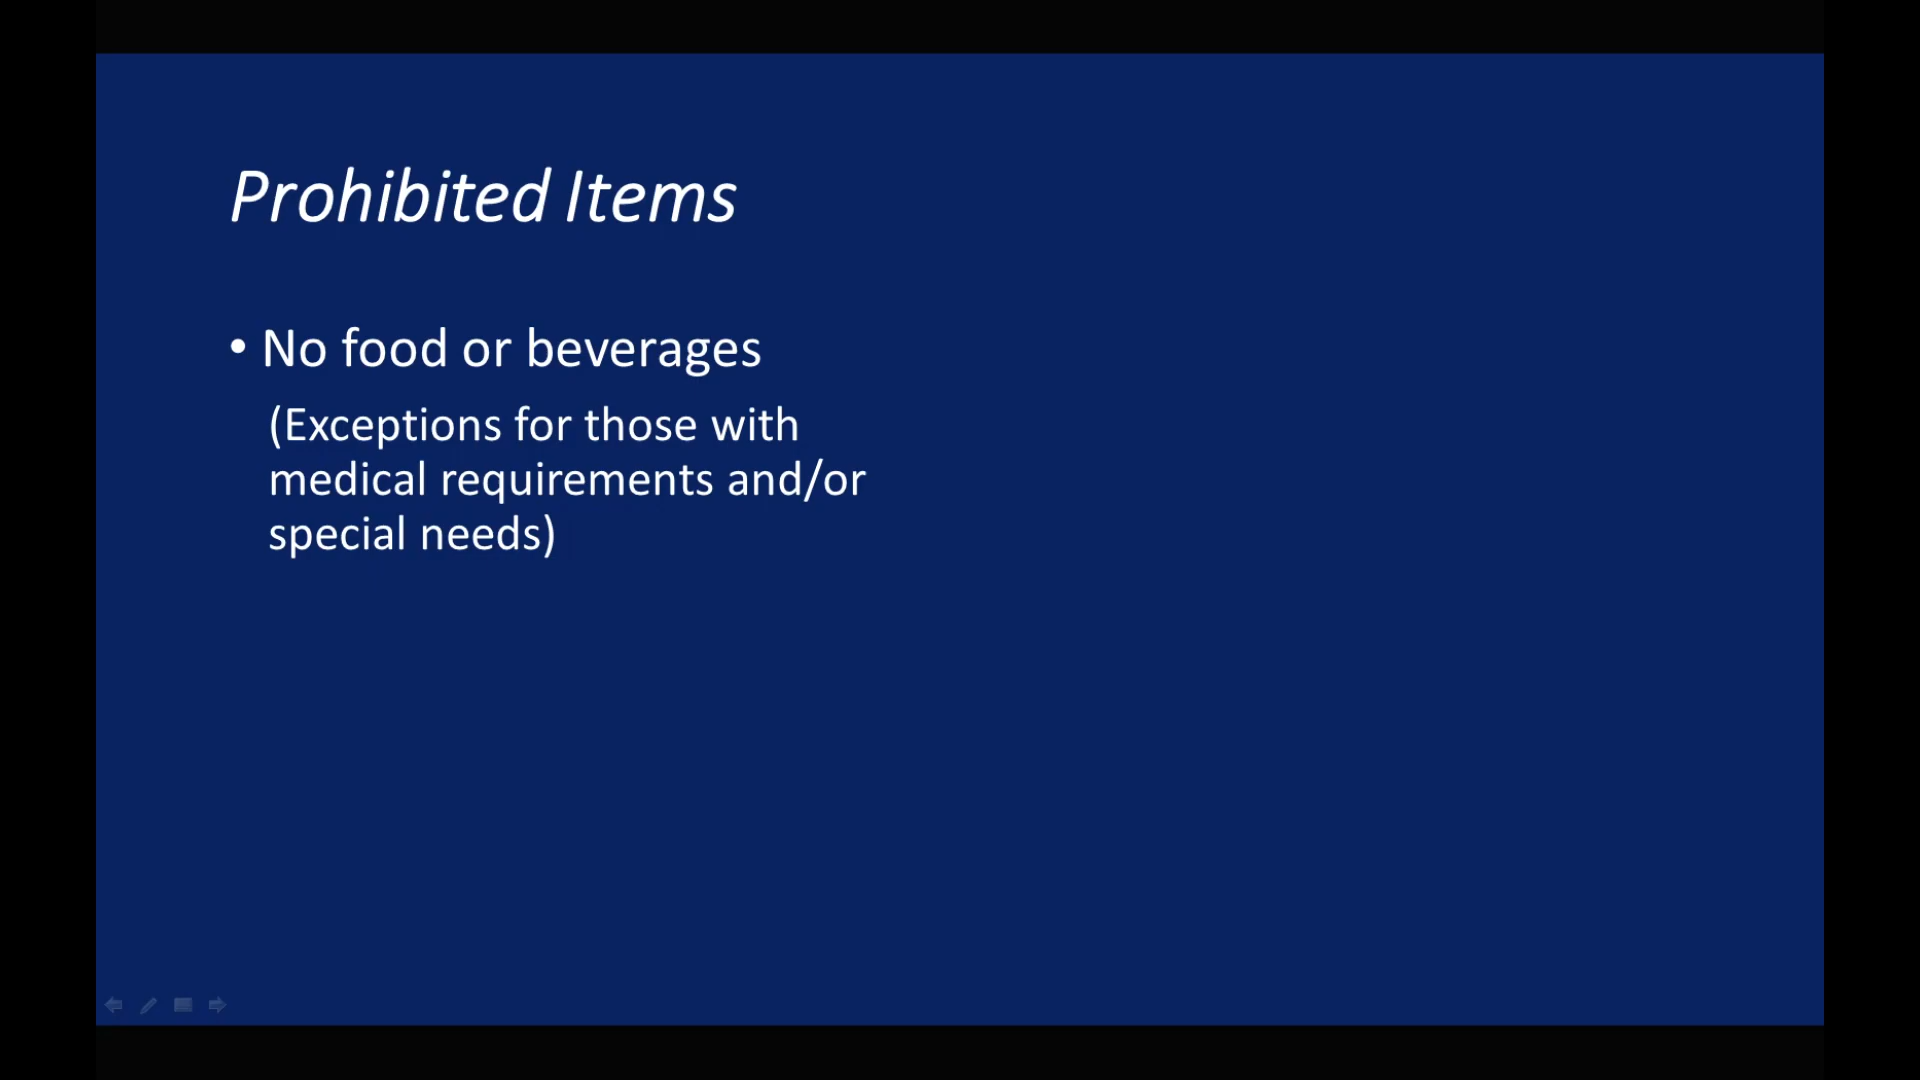 Prohibited Items
• No food or beverages
(Exceptions for those with
medical requirements and/or
special needs)